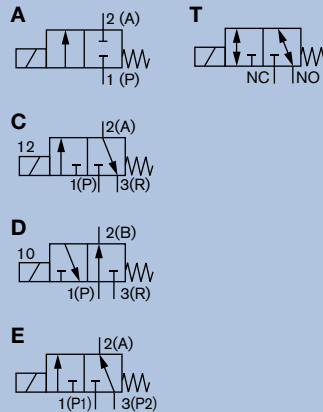 A
2 (A)
1 (P)
T
NC NO
C
12
2(A)
1(P) 3(R)
D
10
2(B)
1(P) 3(R)
E
2(A)
1(P1) 3(P2)